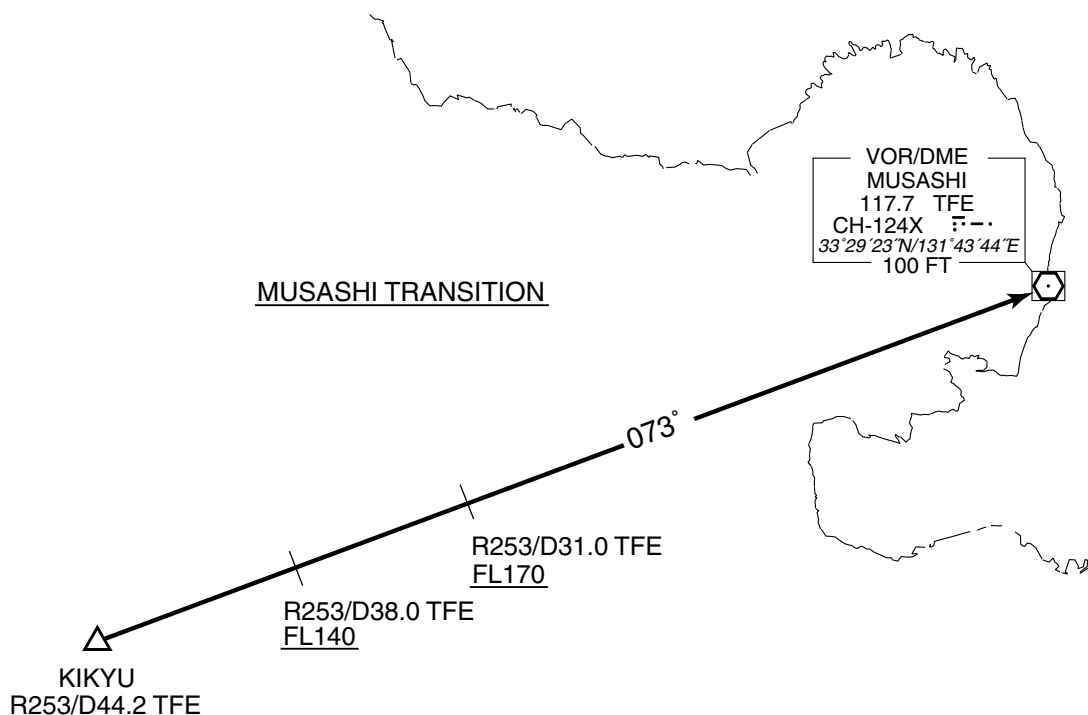 VOR/DME
MUSASHI
117.7 TFE
CH-124X
33°29´23˝N/131°43´44˝E
100 FT
MUSASHI TRANSITION
073°
R253/D31.0 TFE
FL170
R253/D38.0 TFE
FL140
KIKYU
R253/D44.2 TFE